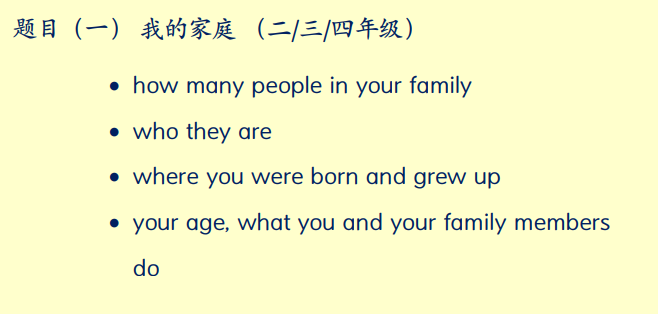 题目（一） 我的家庭 （二/三/四年级）
• how many people in your family
• who they are
• where you were born and grew up
• your age, what you and your family members
do